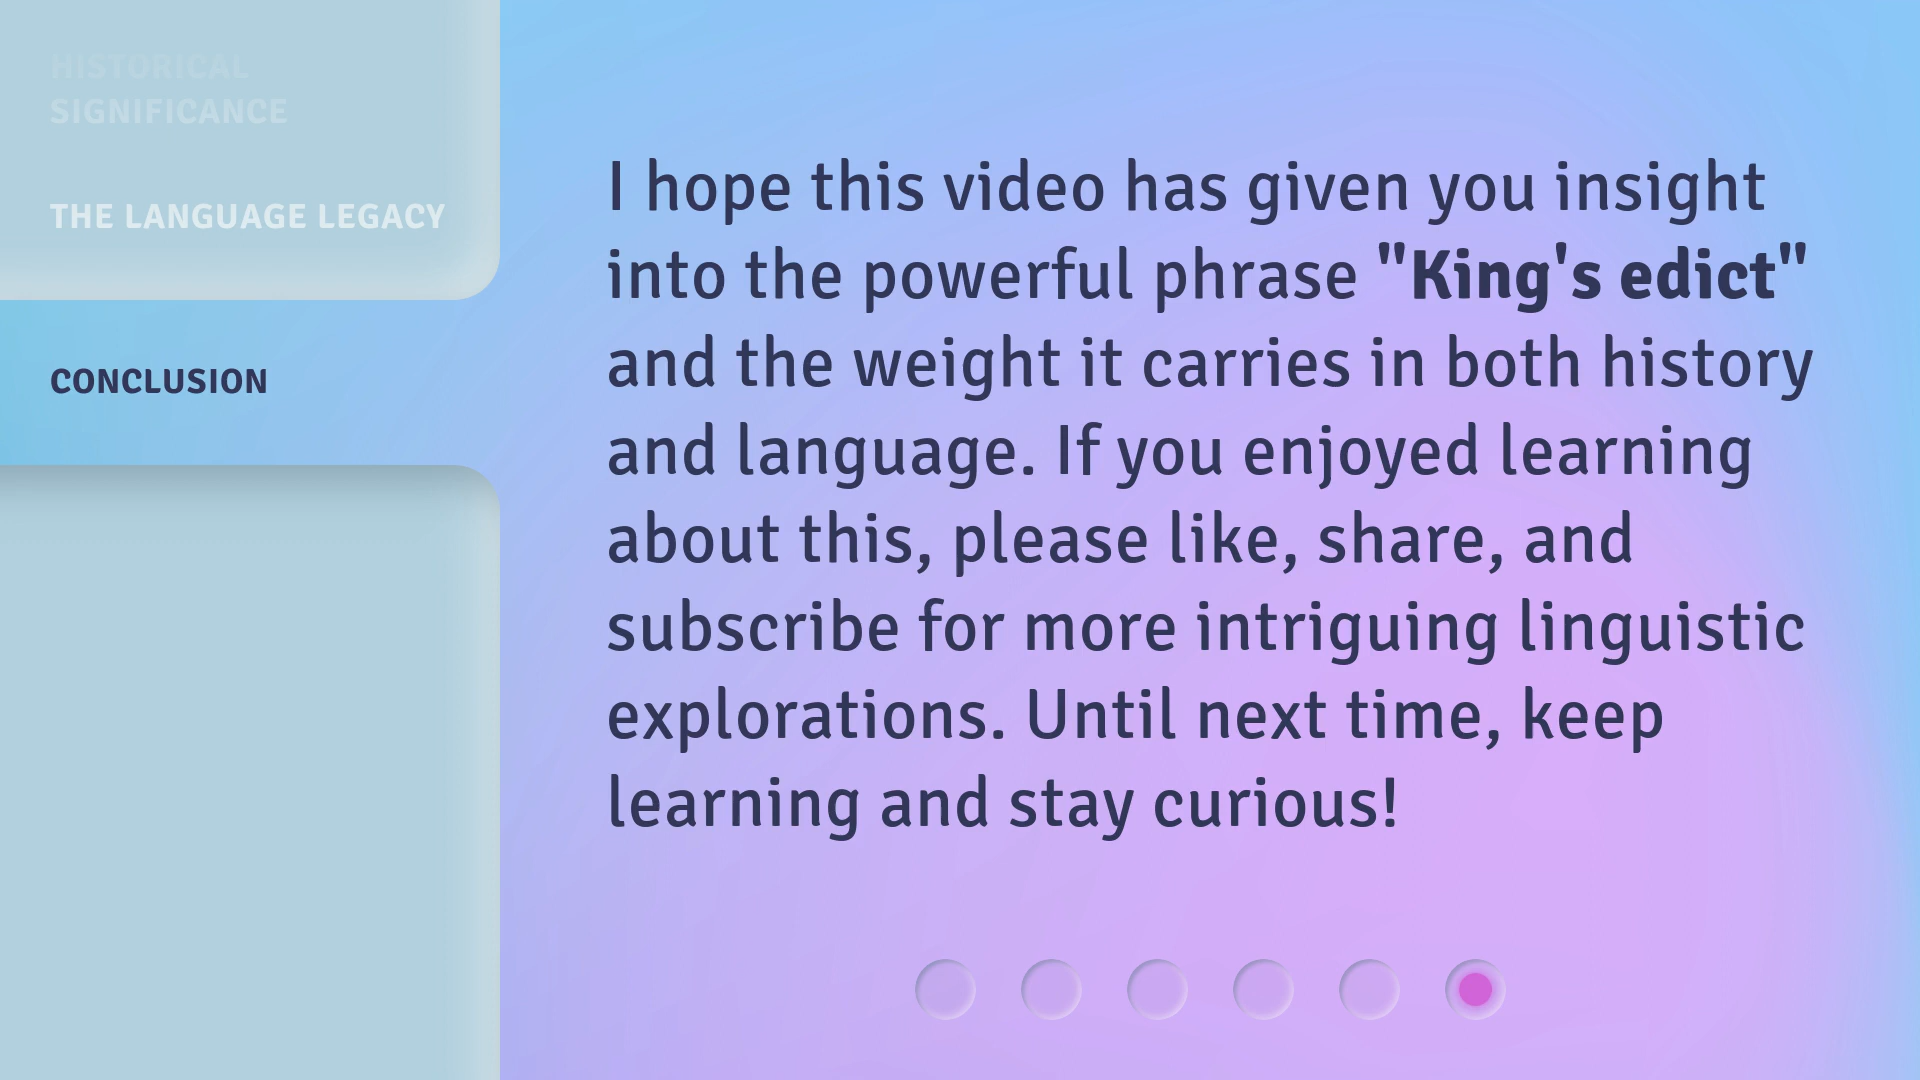 HISTORICAL
SIGNIFICANCE
THE LANGUAGE LEGACY
CONCLUSION
I hope this video has given you insight
into the powerful phrase "King's edict"
and the weight it carries in both history
and language. If you enjoyed learning
about this, please like, share, and
subscribe for more intriguing linguistic
explorations. Until next time, keep
learning and stay curious!